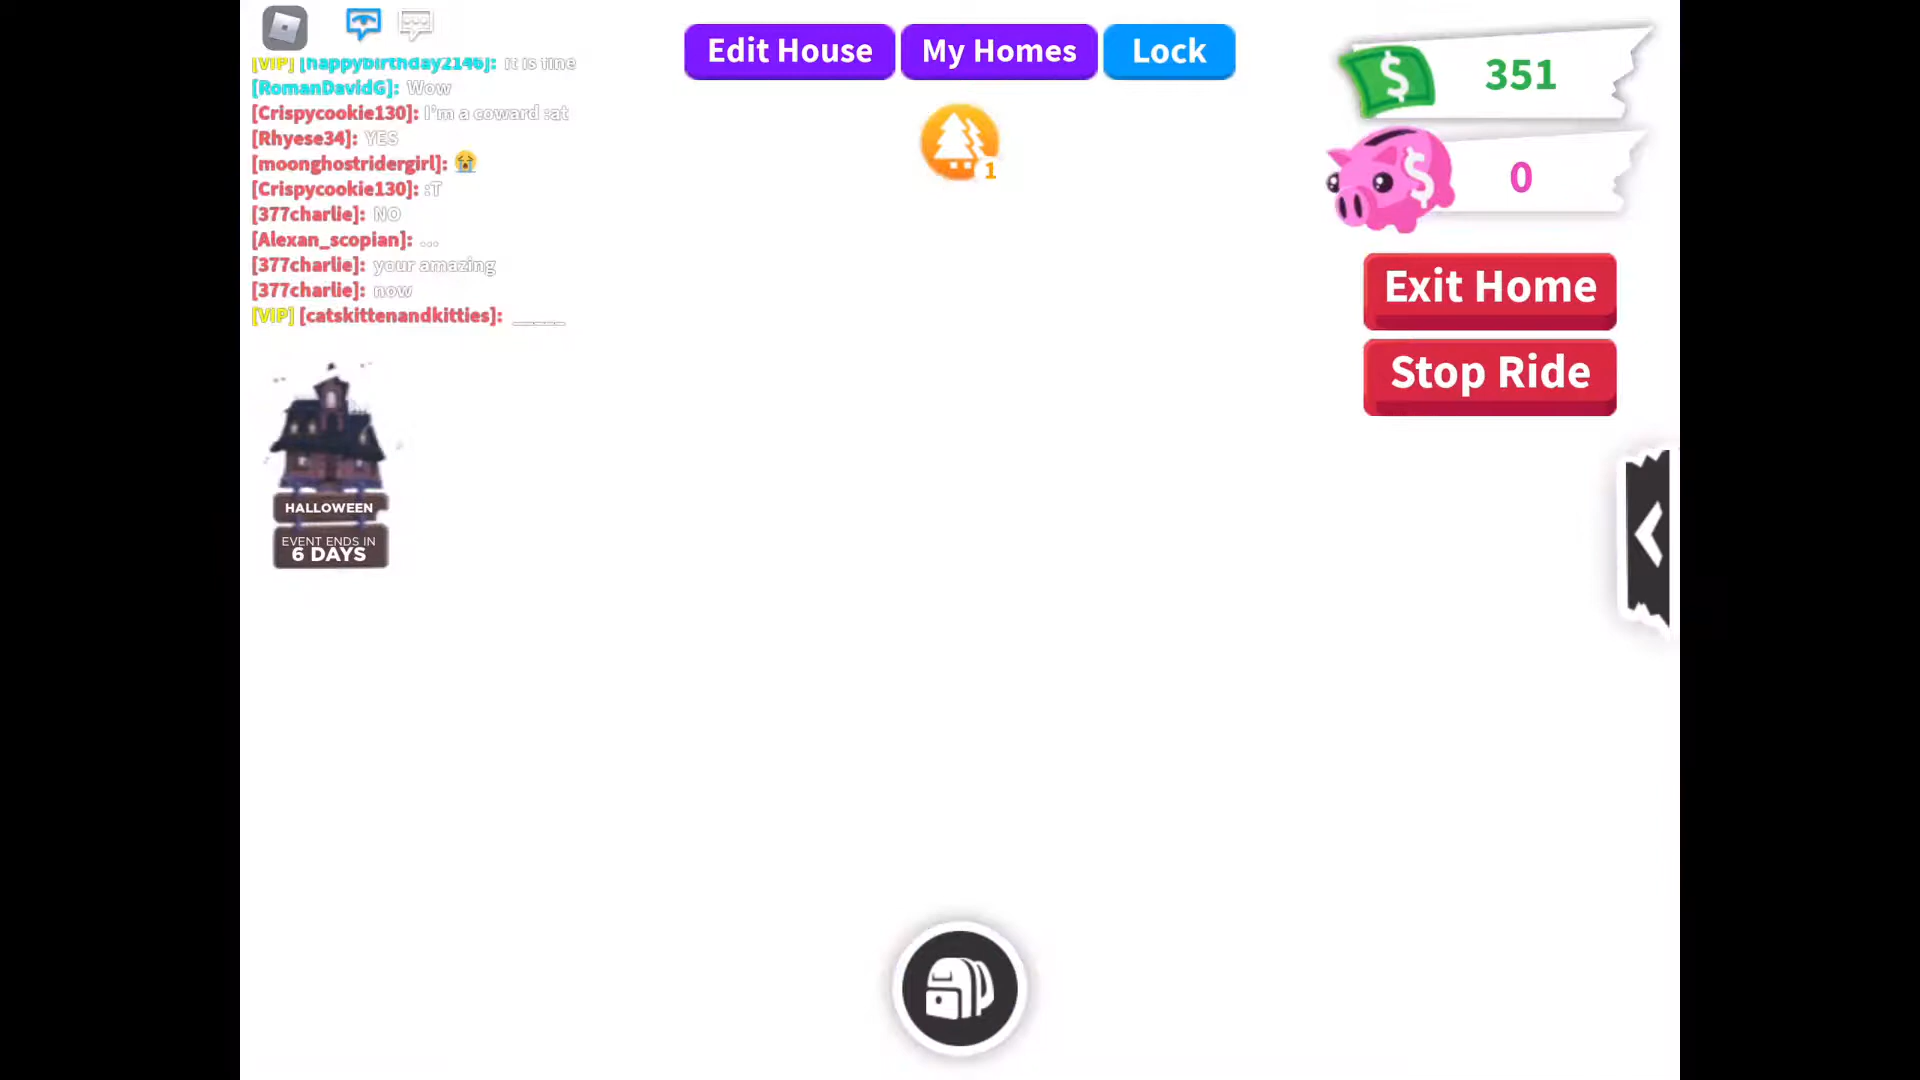 [VIP] [happybirthday2146]: It is fine
[RomanDavidG]: Wow
[Crispycookie130]: I'm a coward :at
[Rhyese34]: YES
[moonghostridergirl]: 😭
[Crispycookie130]: :T
[377charlie]: NO
[Alexan_scopian]: ...
[377charlie]: your amazing
[377charlie]: now
[VIP] [catskittenandkitties]: _____
HALLOWEEN
EVENT ENDS IN
6 DAYS
Edit House
My Homes
Lock
1
351
0
Exit Home
Stop Ride